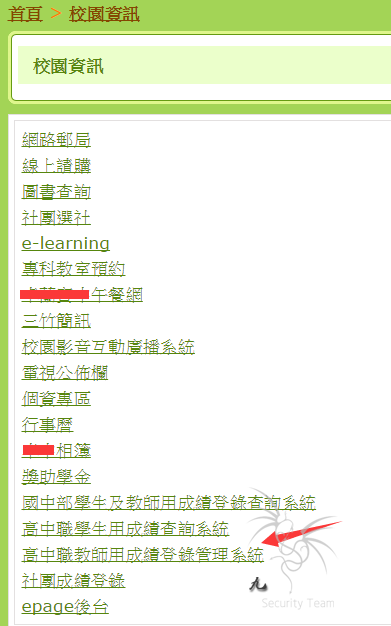 首頁 > 校園資訊
校園資訊
網路郵局
線上請購
圖書查詢
社團選社
e-learning
專科教室預約
午餐網
三竹簡訊
校園影音互動廣播系統
電視公佈欄
個資專區
行事曆
相簿
獎助學金
國中部學生及教師用成績登錄查詢系統
高中職學生用成績查詢系統
高中職教師用成績登錄管理系統
社團成績登錄
九
epage後台
Security Team